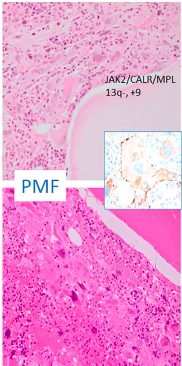 JAK2/CALR/MPL
13q-, +9
PMF